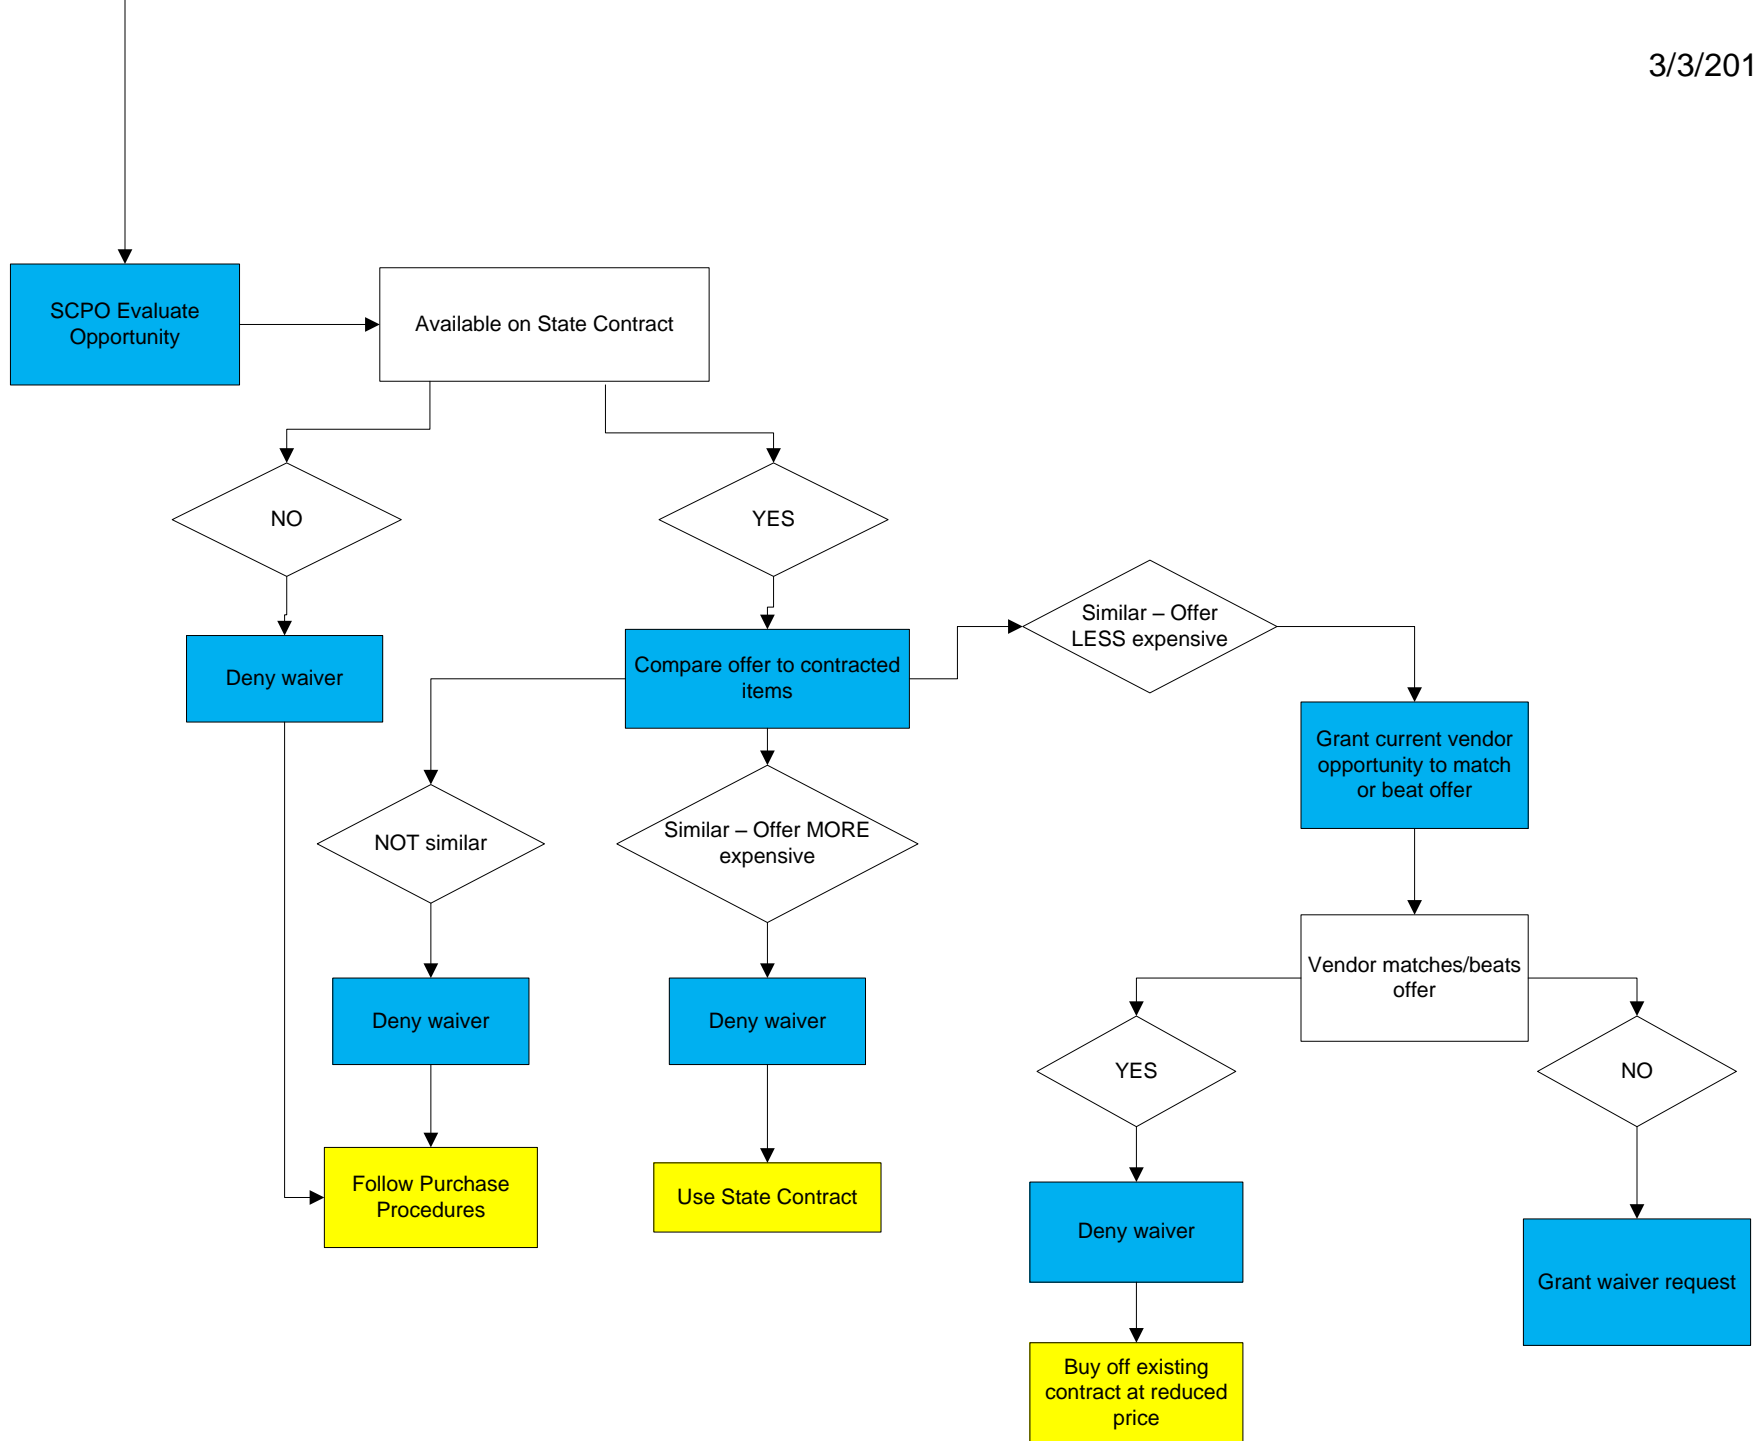 3/3/201
SCPO Evaluate
Opportunity
Available on State Contract
NO
YES
Similar – Offer
LESS expensive
Deny waiver
Compare offer to contracted
items
Grant current vendor
opportunity to match
or beat offer
NOT similar
Similar – Offer MORE
expensive
Vendor matches/beats
offer
Deny waiver
Deny waiver
YES
NO
Follow Purchase
Procedures
Use State Contract
Deny waiver
Grant waiver request
Buy off existing
contract at reduced
price